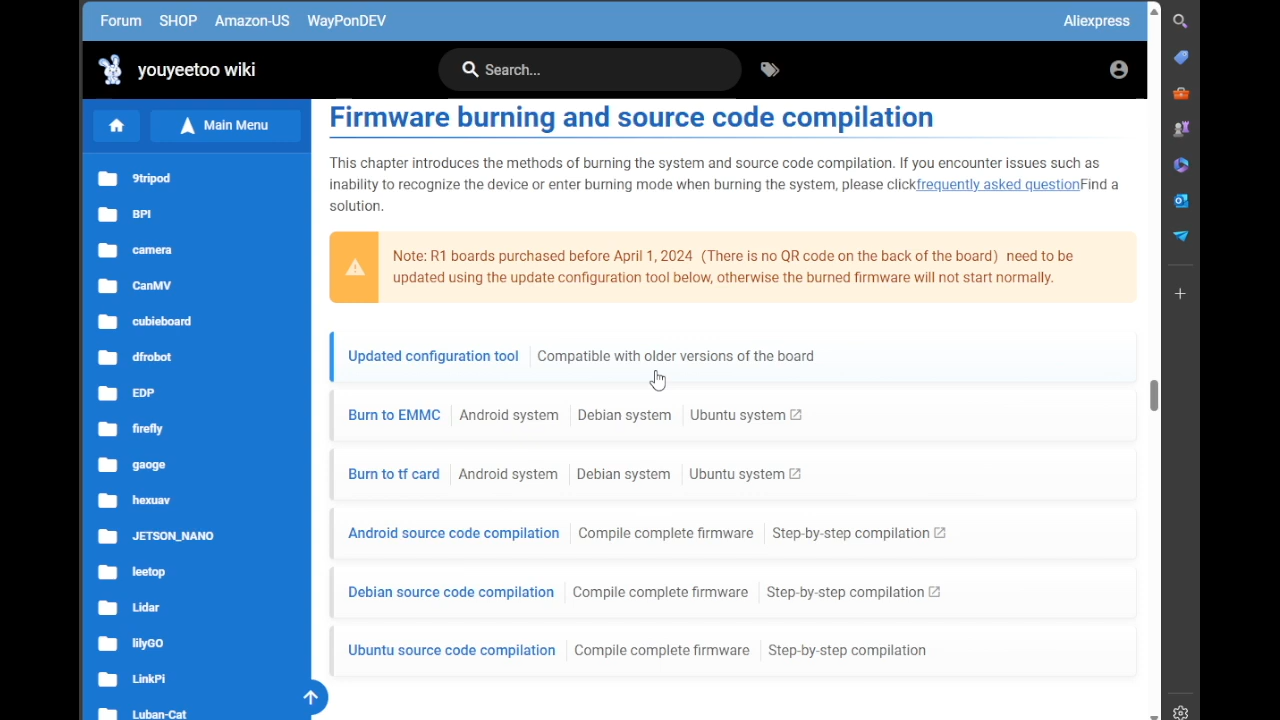 Forum SHOP Amazon-US WayPonDEV Aliexpress
youyeetoo wiki Search...
Main Menu
9tripod
BPI
camera
CanMV
cubieboard
dfrobot
EDP
firefly
gaoge
hexuav
JETSON_NANO
leetop
Lidar
lilyGO
LinkPi
Luban-Cat
Firmware burning and source code compilation
This chapter introduces the methods of burning the system and source code compilation. If you encounter issues such as
inability to recognize the device or enter burning mode when burning the system, please clickfrequently asked questionFind a
solution.
Note: R1 boards purchased before April 1, 2024（There is no QR code on the back of the board）need to be
updated using the update configuration tool below, otherwise the burned firmware will not start normally.
Updated configuration tool Compatible with older versions of the board
Burn to EMMC Android system Debian system Ubuntu system
Burn to tf card Android system Debian system Ubuntu system
Android source code compilation Compile complete firmware Step-by-step compilation
Debian source code compilation Compile complete firmware Step-by-step compilation
Ubuntu source code compilation Compile complete firmware Step-by-step compilation